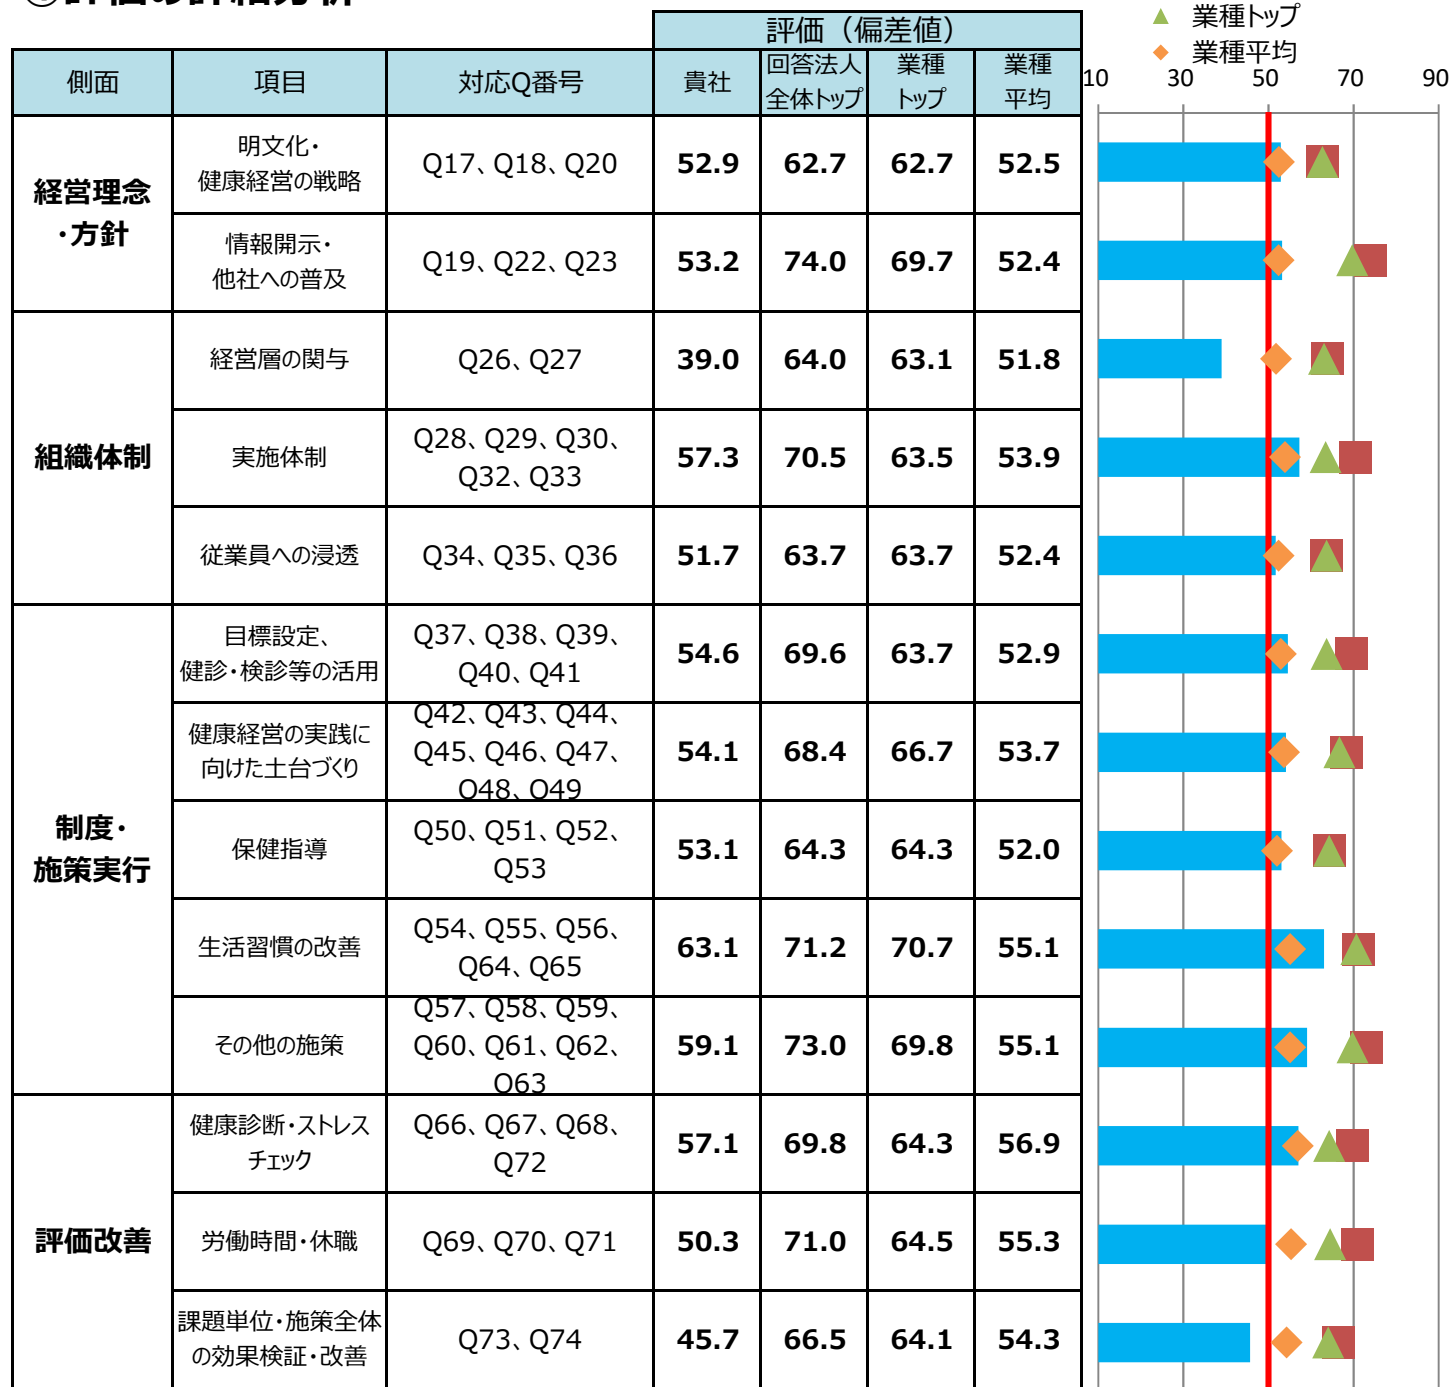 ③評価の詳細分析
▲ 業種トップ
◆ 業種平均
評価（偏差値）
側面 項目 対応Q番号 貴社 回答法人全体トップ 業種トップ 業種平均
10 30 50 70 90
経営理念
・方針
明文化・
健康経営の戦略
Q17、Q18、Q20
52.9 62.7 62.7 52.5
情報開示・
他社への普及
Q19、Q22、Q23
53.2 74.0 69.7 52.4
組織体制
経営層の関与
Q26、Q27
39.0 64.0 63.1 51.8
実施体制
Q28、Q29、Q30、
Q32、Q33
57.3 70.5 63.5 53.9
従業員への浸透
Q34、Q35、Q36
51.7 63.7 63.7 52.4
制度・
施策実行
目標設定、
健診・検診等の活用
Q37、Q38、Q39、
Q40、Q41
54.6 69.6 63.7 52.9
健康経営の実践に
向けた土台づくり
Q42、Q43、Q44、
Q45、Q46、Q47、
Q48、Q49
54.1 68.4 66.7 53.7
保健指導
Q50、Q51、Q52、
Q53
53.1 64.3 64.3 52.0
生活習慣の改善
Q54、Q55、Q56、
Q64、Q65
63.1 71.2 70.7 55.1
その他の施策
Q57、Q58、Q59、
Q60、Q61、Q62、
Q63
59.1 73.0 69.8 55.1
評価改善
健康診断・ストレス
チェック
Q66、Q67、Q68、
Q72
57.1 69.8 64.3 56.9
労働時間・休職
Q69、Q70、Q71
50.3 71.0 64.5 55.3
課題単位・施策全体
の効果検証・改善
Q73、Q74
45.7 66.5 64.1 54.3